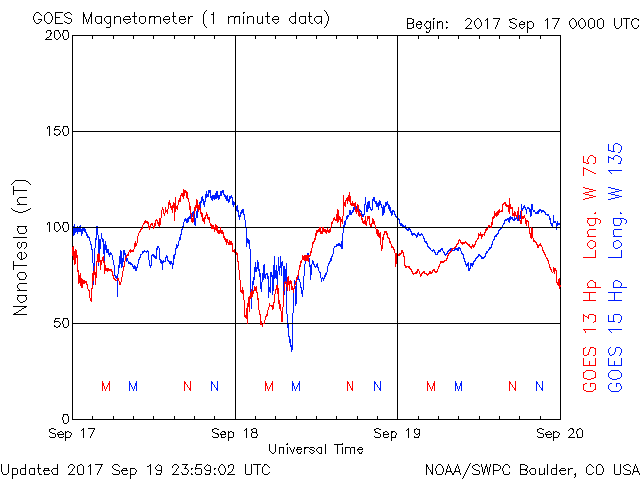 GOES Magnetometer (1 minute data)
Begin: 2017 Sep 17 0000 UTC
200
150
100
50
0
NanoTesla (nT)
M M N N M M N N M M N N
Sep 17 Sep 18 Sep 19 Sep 20
Universal Time
GOES 13 Hp Long. W 75
GOES 15 Hp Long. W 135
Updated 2017 Sep 19 23:59:02 UTC
NOAA/SWPC Boulder, CO USA